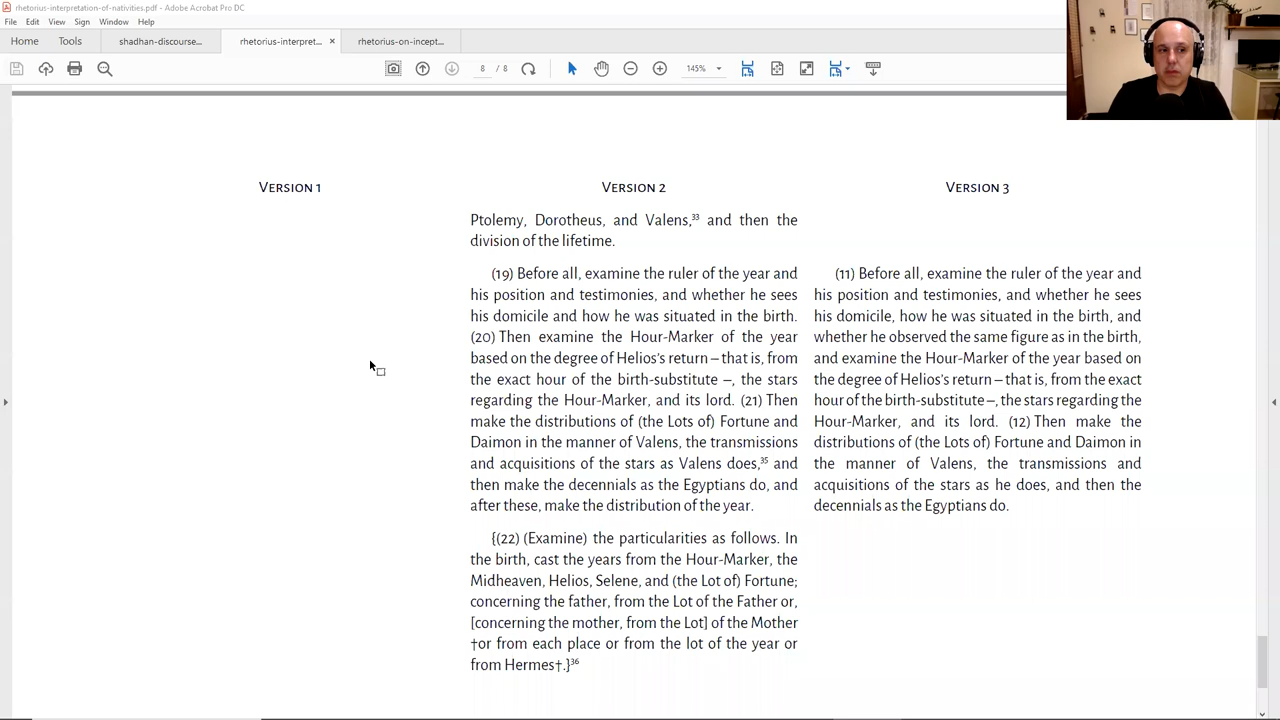 rhetorius-interpretation-of-nativities.pdf - Adobe Acrobat Pro DC
File Edit View Sign Window Help
Home Tools shadhan-discourse... rhetorius-interpret... × rhetorius-on-incept...
8 / 8 145%
VERSION 1
VERSION 2
Ptolemy, Dorotheus, and Valens,³³ and then the
division of the lifetime.
(19) Before all, examine the ruler of the year and
his position and testimonies, and whether he sees
his domicile and how he was situated in the birth.
(20) Then examine the Hour-Marker of the year
based on the degree of Helios's return – that is, from
the exact hour of the birth-substitute –, the stars
regarding the Hour-Marker, and its lord. (21) Then
make the distributions of (the Lots of) Fortune and
Daimon in the manner of Valens, the transmissions
and acquisitions of the stars as Valens does,³⁵ and
then make the decennials as the Egyptians do, and
after these, make the distribution of the year.
{(22) (Examine) the particularities as follows. In
the birth, cast the years from the Hour-Marker, the
Midheaven, Helios, Selene, and (the Lot of) Fortune;
concerning the father, from the Lot of the Father or,
[concerning the mother, from the Lot] of the Mother
†or from each place or from the lot of the year or
from Hermes†.}³⁶
VERSION 3
(11) Before all, examine the ruler of the year and
his position and testimonies, and whether he sees
his domicile, how he was situated in the birth, and
whether he observed the same figure as in the birth,
and examine the Hour-Marker of the year based on
the degree of Helios's return – that is, from the exact
hour of the birth-substitute –, the stars regarding the
Hour-Marker, and its lord. (12) Then make the
distributions of (the Lots of) Fortune and Daimon in
the manner of Valens, the transmissions and
acquisitions of the stars as he does, and then the
decennials as the Egyptians do.